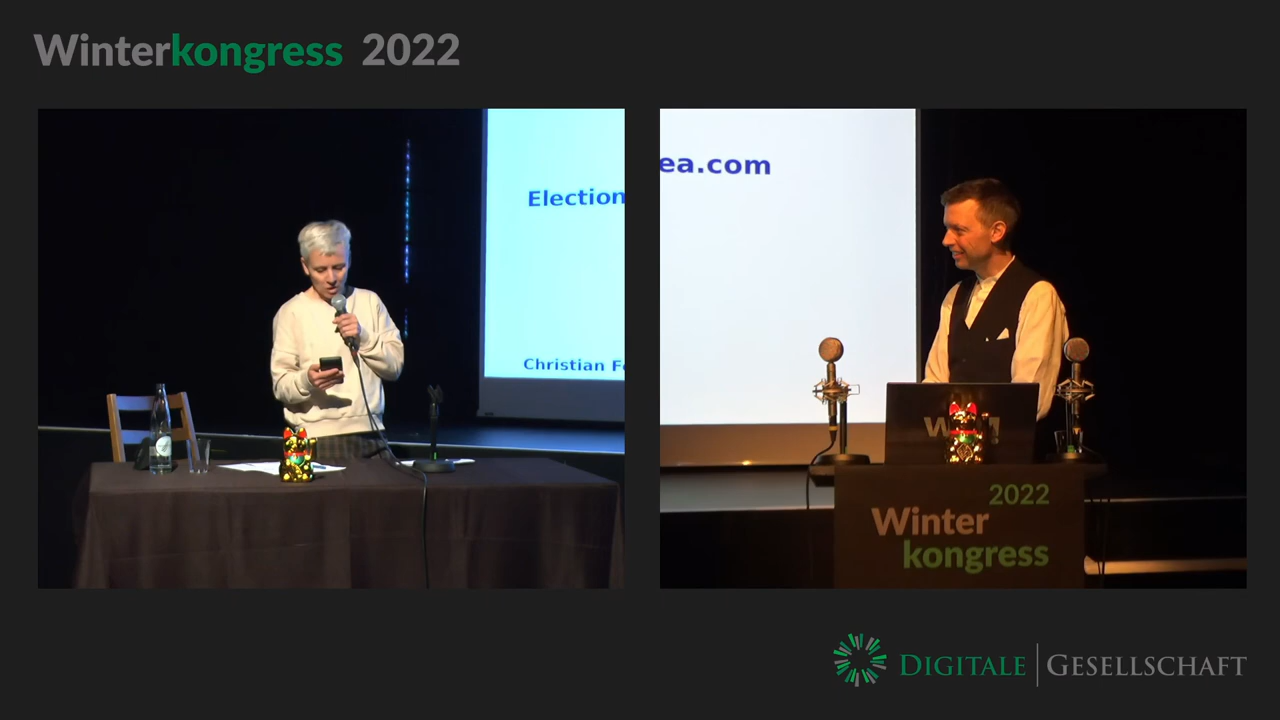 Winterkongress 2022
Election
Christian F
ea.com
2022
Winter
kongress
DIGITALE GESELLSCHAFT